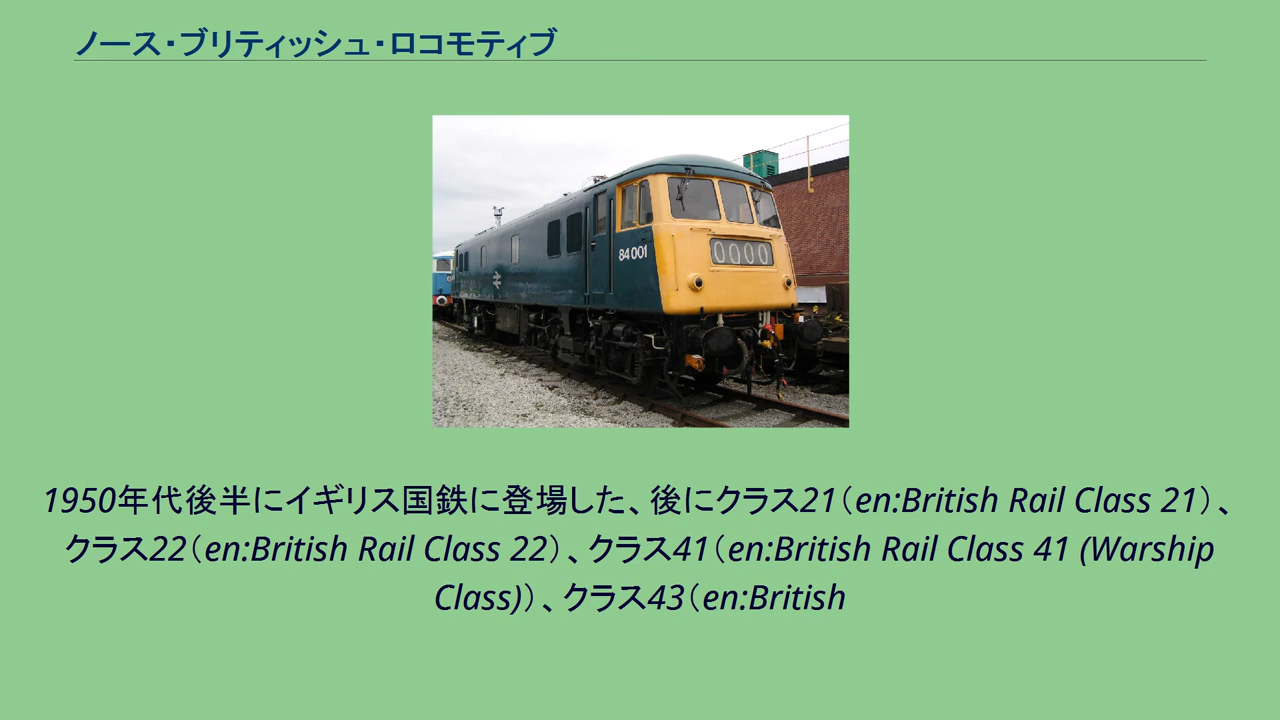 ノース・ブリティッシュ・ロコモティブ
84001
0000
1950年代後半にイギリス国鉄に登場した、後にクラス21（en:British Rail Class 21）、
クラス22（en:British Rail Class 22）、クラス41（en:British Rail Class 41 (Warship
Class)）、クラス43（en:British